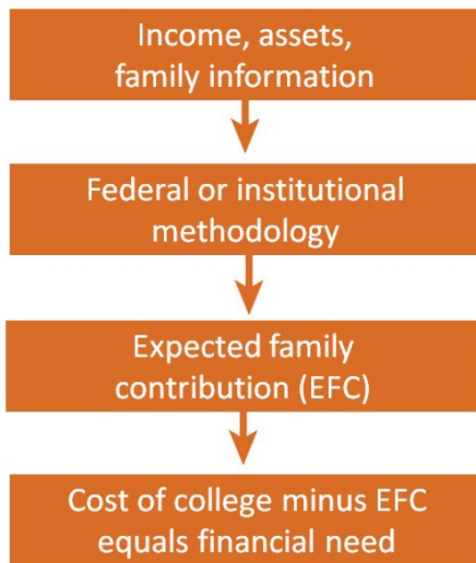 Income, assets,
family information
Federal or institutional
methodology
Expected family
contribution (EFC)
Cost of college minus EFC
equals financial need